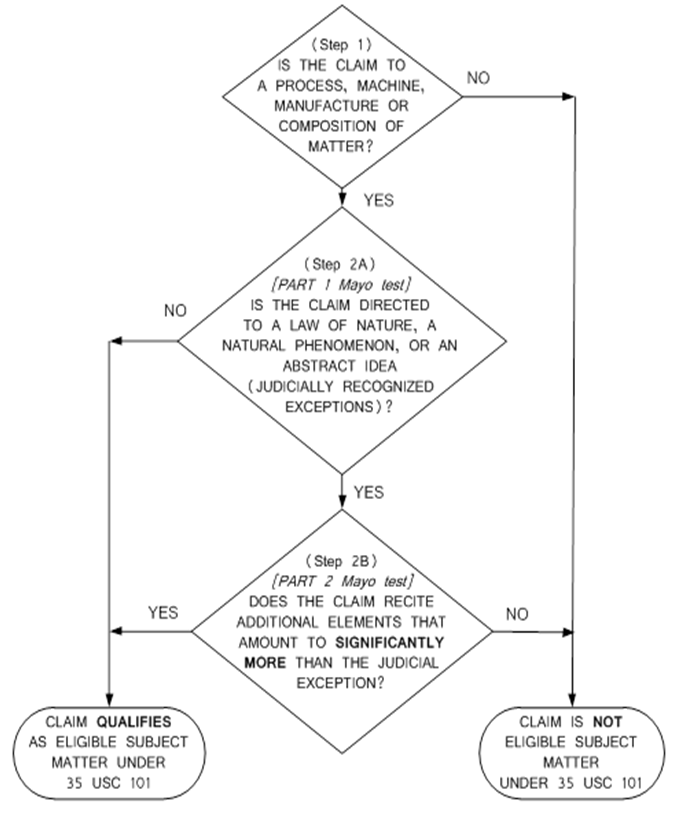 (Step 1)
IS THE CLAIM TO
A PROCESS, MACHINE,
MANUFACTURE OR
COMPOSITION OF
MATTER?
NO
YES
(Step 2A)
[PART 1 Mayo test]
IS THE CLAIM DIRECTED
TO A LAW OF NATURE, A
NATURAL PHENOMENON, OR AN
ABSTRACT IDEA
(JUDICIALLY RECOGNIZED
EXCEPTIONS)?
NO
YES
(Step 2B)
[PART 2 Mayo test]
DOES THE CLAIM RECITE
ADDITIONAL ELEMENTS THAT
AMOUNT TO SIGNIFICANTLY
MORE THAN THE JUDICIAL
EXCEPTION?
YES
NO
CLAIM QUALIFIES
AS ELIGIBLE SUBJECT
MATTER UNDER
35 USC 101
CLAIM IS NOT
ELIGIBLE SUBJECT
MATTER
UNDER 35 USC 101